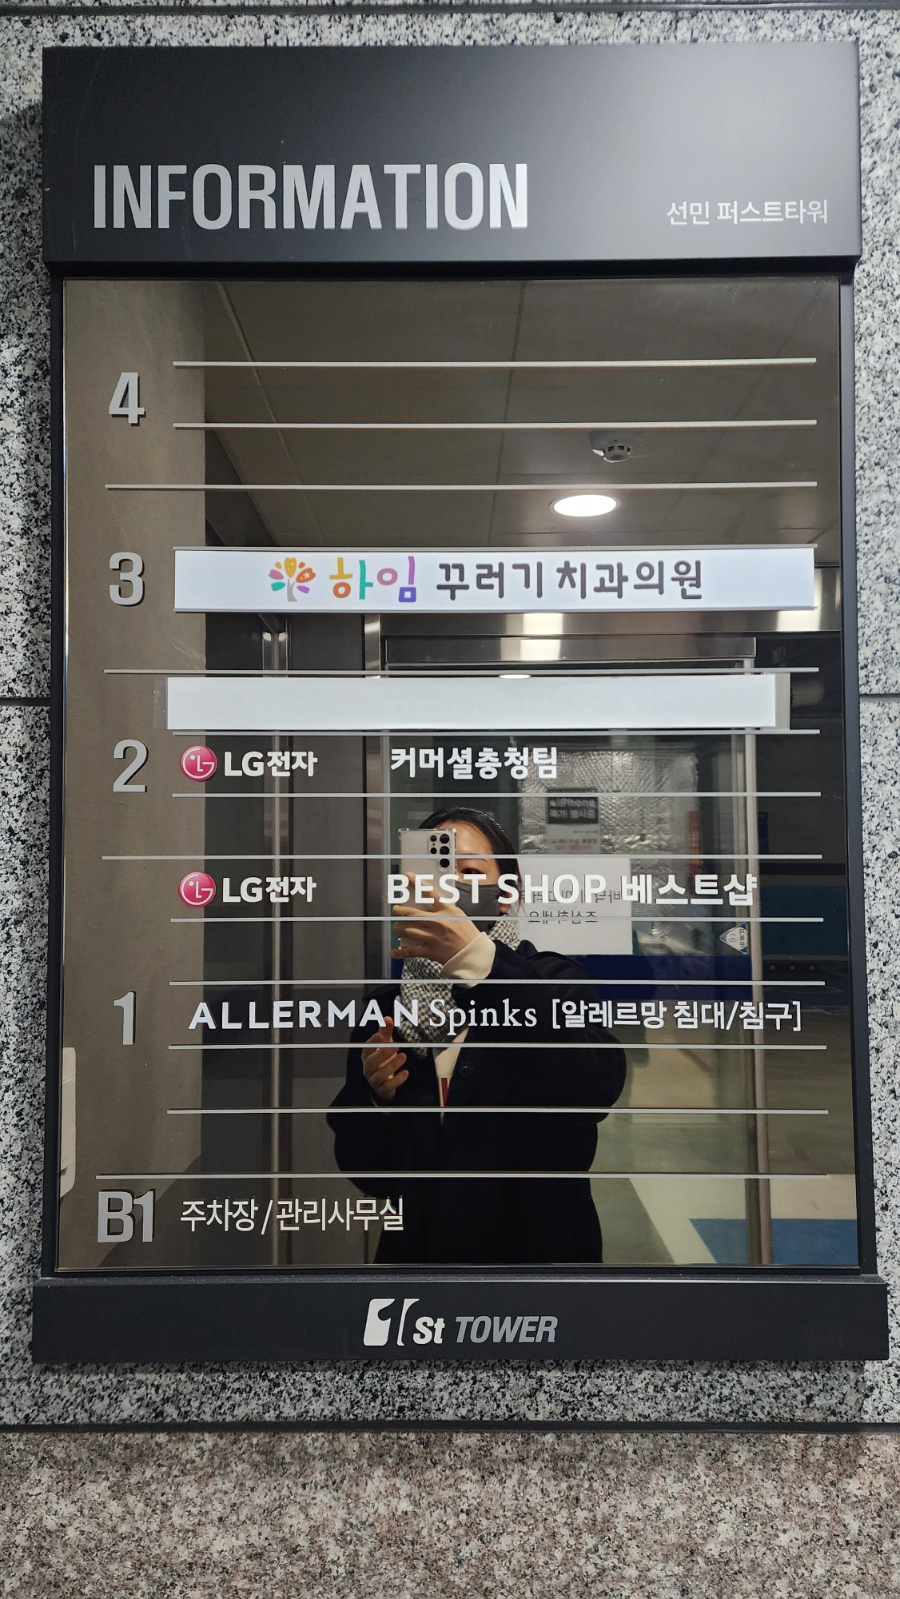 INFORMATION
선민 퍼스트타워
4
3
하임 꾸러기 치과의원
2
LG전자 커머셜충청팀
LG전자 BEST SHOP 베스트샵
1
ALLERMAN Spinks [알레르망 침대/침구]
B1 주차장/관리사무실
1St TOWER